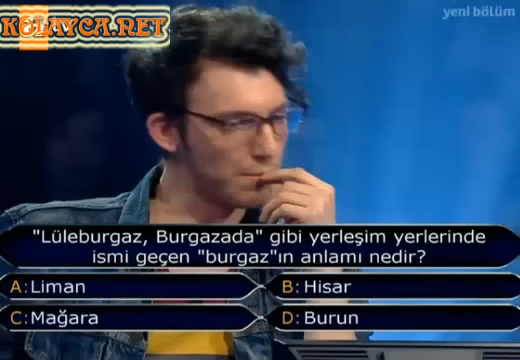 KOLAYCA.NET
yeni bölüm
"Lüleburgaz, Burgazada" gibi yerleşim yerlerinde
ismi geçen "burgaz"ın anlamı nedir?
A: Liman
B: Hisar
C: Mağara
D: Burun